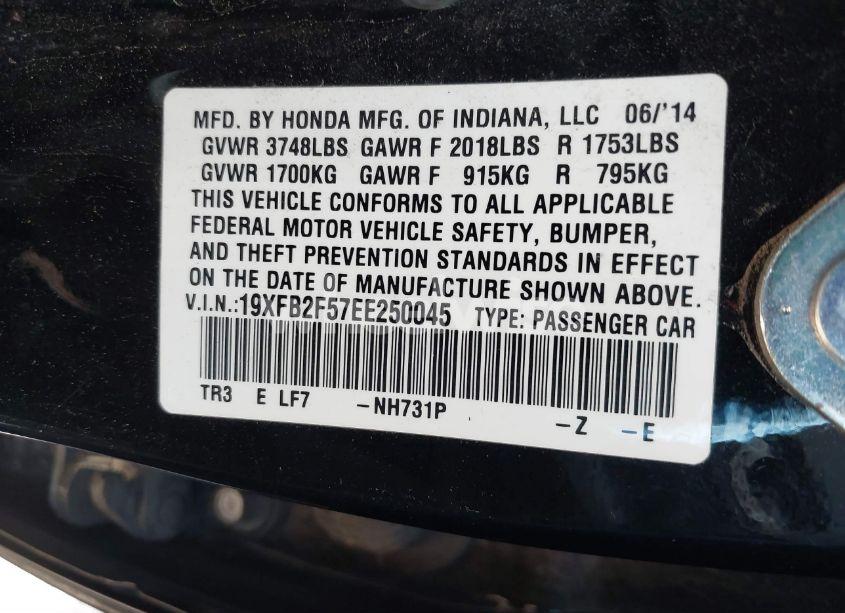 MFD. BY HONDA MFG. OF INDIANA, LLC 06/'14
GVWR 3748LBS GAWR F 2018LBS R 1753LBS
GVWR 1700KG GAWR F 915KG R 795KG
THIS VEHICLE CONFORMS TO ALL APPLICABLE
FEDERAL MOTOR VEHICLE SAFETY, BUMPER,
AND THEFT PREVENTION STANDARDS IN EFFECT
ON THE DATE OF MANUFACTURE SHOWN ABOVE.
V.I.N.:19XFB2F57EE250045 TYPE: PASSENGER CAR
TR3 E LF7 -NH731P -Z -E